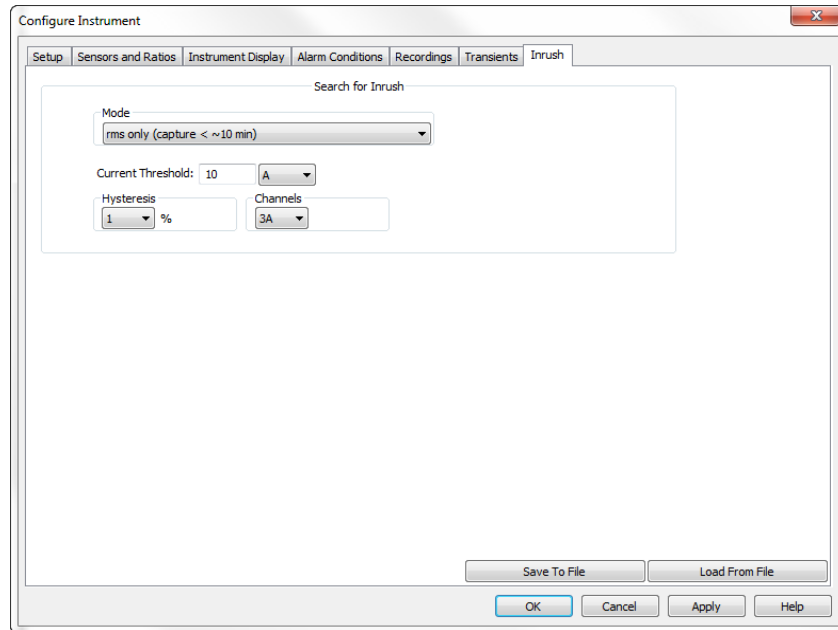 Configure Instrument
x
Setup Sensors and Ratios Instrument Display Alarm Conditions Recordings Transients Inrush
Search for Inrush
Mode
rms only (capture < ~10 min)
Current Threshold: 10 A
Hysteresis Channels
1 % 3A
Save To File Load From File
OK Cancel Apply Help